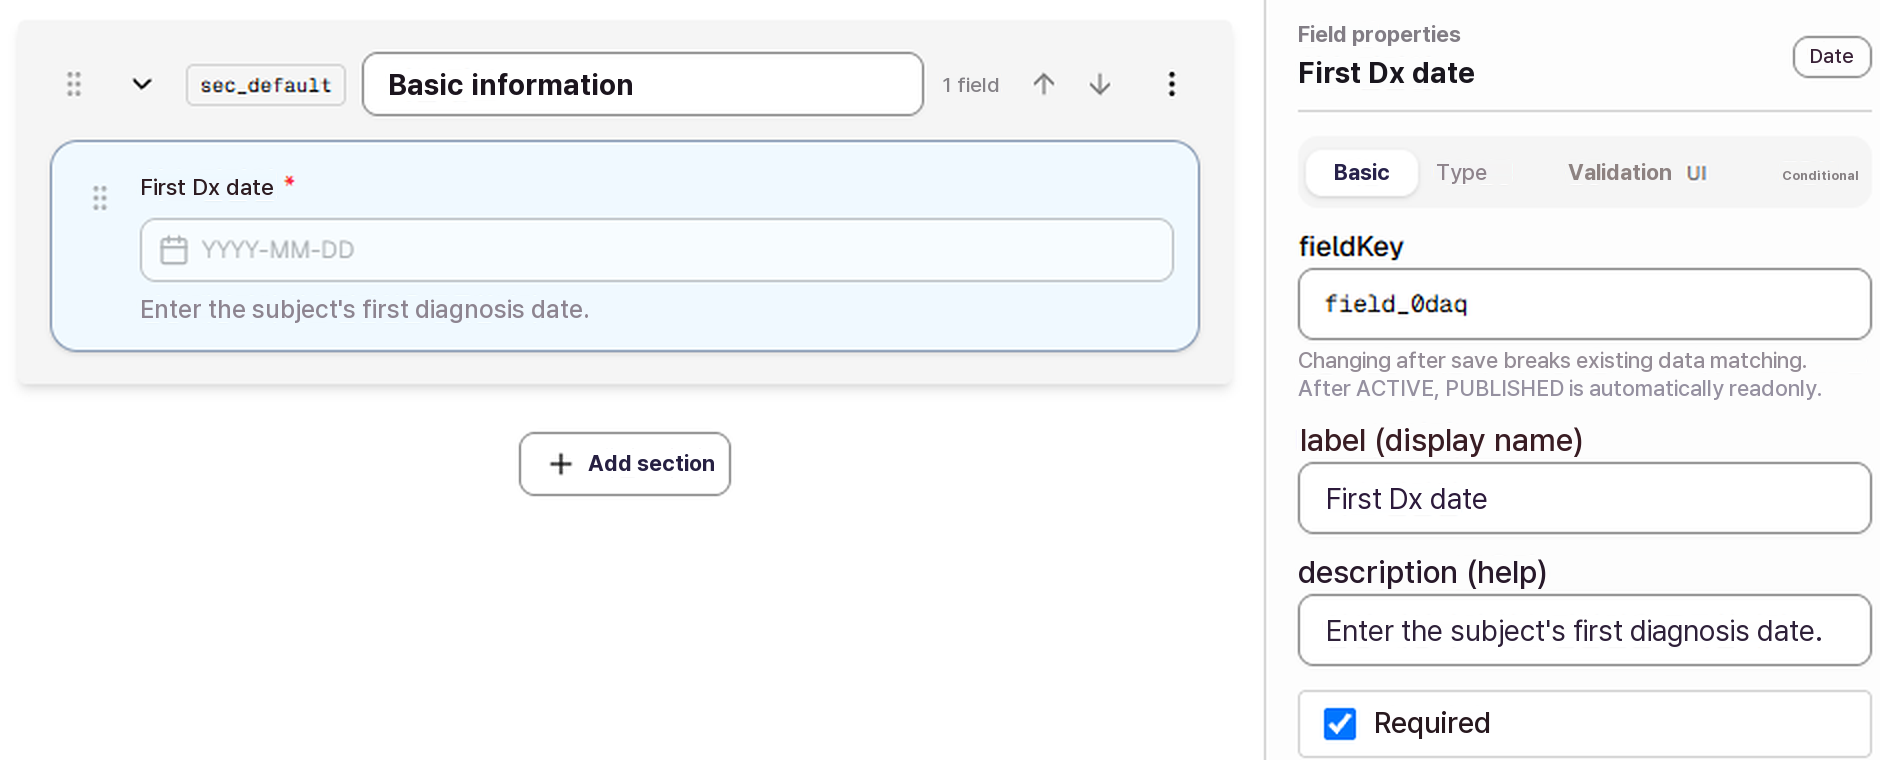 sec_default
Basic information
1 field
First Dx date *
YYYY-MM-DD
Enter the subject's first diagnosis date.
Add section
Field properties
First Dx date
Date
Basic Type Validation UI Conditional
fieldKey
field_0daq
Changing after save breaks existing data matching.
After ACTIVE, PUBLISHED is automatically readonly.
label (display name)
First Dx date
description (help)
Enter the subject's first diagnosis date.
Required